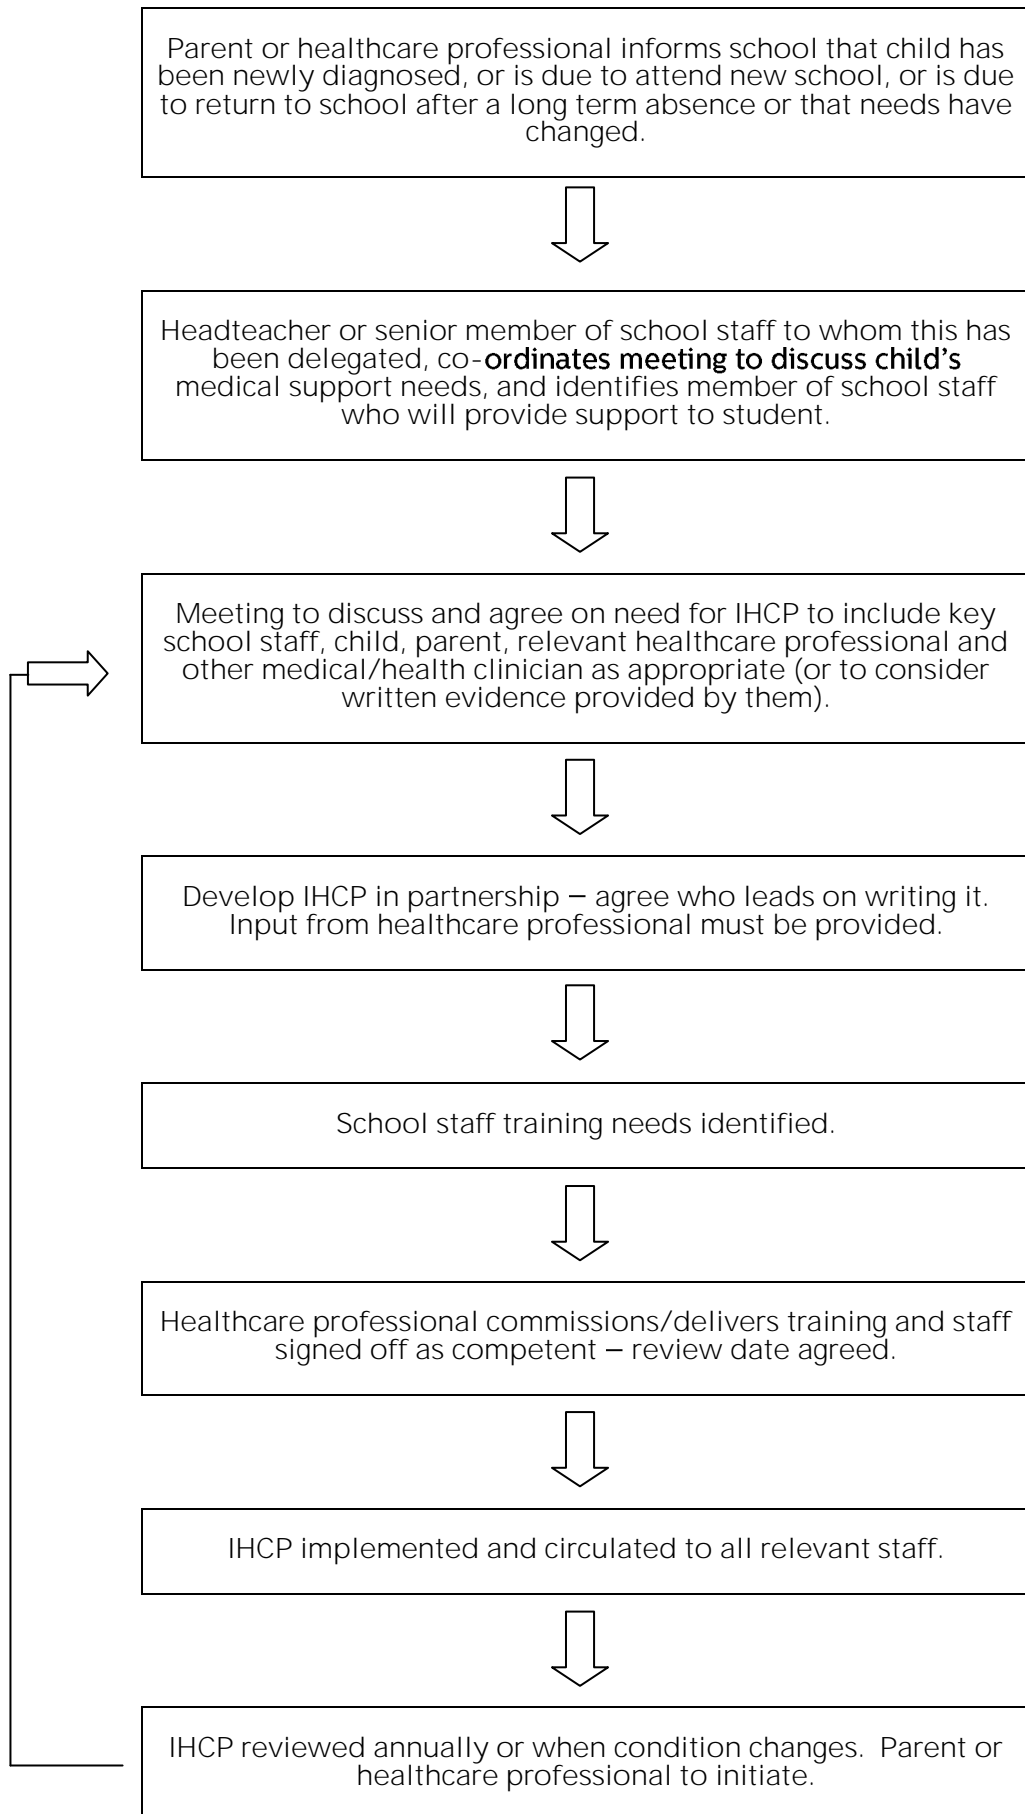 Parent or healthcare professional informs school that child has
been newly diagnosed, or is due to attend new school, or is due
to return to school after a long term absence or that needs have
changed.
Headteacher or senior member of school staff to whom this has
been delegated, co-ordinates meeting to discuss child’s
medical support needs, and identifies member of school staff
who will provide support to student.
Meeting to discuss and agree on need for IHCP to include key
school staff, child, parent, relevant healthcare professional and
other medical/health clinician as appropriate (or to consider
written evidence provided by them).
Develop IHCP in partnership – agree who leads on writing it.
Input from healthcare professional must be provided.
School staff training needs identified.
Healthcare professional commissions/delivers training and staff
signed off as competent – review date agreed.
IHCP implemented and circulated to all relevant staff.
IHCP reviewed annually or when condition changes.  Parent or
healthcare professional to initiate.